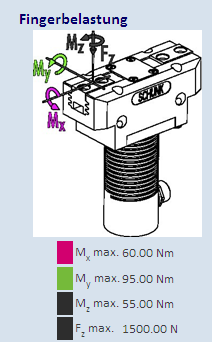 Fingerbelastung
Mz
Fz
My
Mx
SCHUNK
Mx max. 60.00 Nm
My max. 95.00 Nm
Mz max. 55.00 Nm
Fz max. 1500.00 N